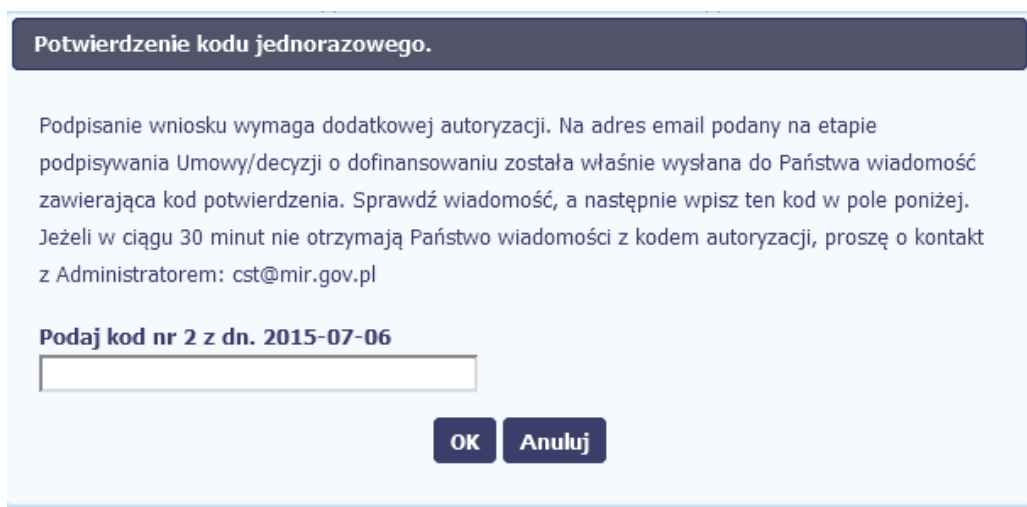 Potwierdzenie kodu jednorazowego.
Podpisanie wniosku wymaga dodatkowej autoryzacji. Na adres email podany na etapie
podpisywania Umowy/decyzji o dofinansowaniu została właśnie wysłana do Państwa wiadomość
zawierająca kod potwierdzenia. Sprawdź wiadomość, a następnie wpisz ten kod w pole poniżej.
Jeżeli w ciągu 30 minut nie otrzymają Państwo wiadomości z kodem autoryzacji, proszę o kontakt
z Administratorem: cst@mir.gov.pl
Podaj kod nr 2 z dn. 2015-07-06
OK Anuluj